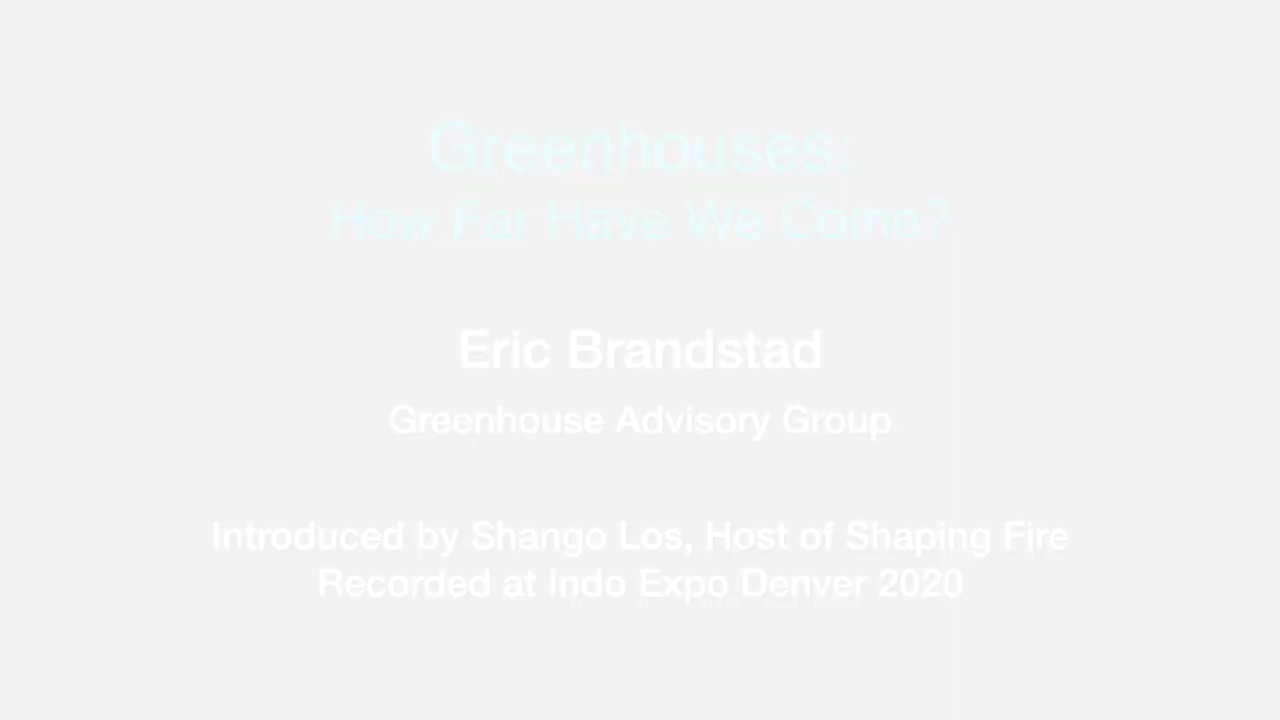 Greenhouses:
How Far Have We Come?
Eric Brandstad
Greenhouse Advisory Group
Introduced by Shango Los, Host of Shaping Fire
Recorded at Indo Expo Denver 2020